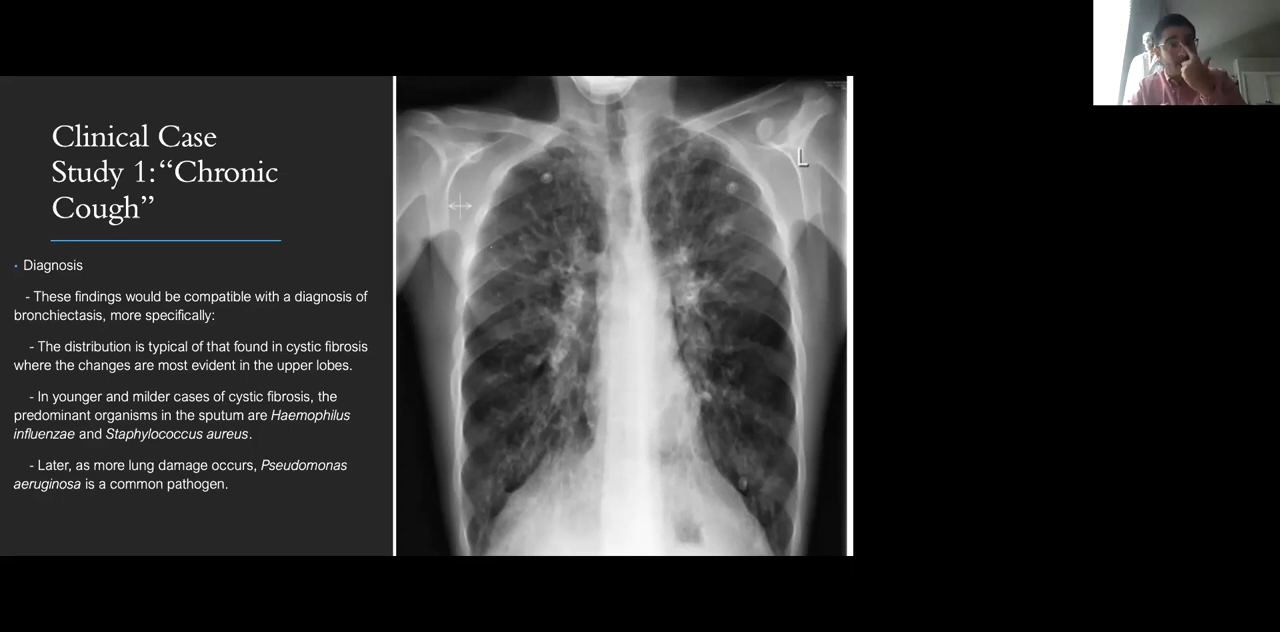 Clinical Case
Study 1:“Chronic
Cough”
• Diagnosis
- These findings would be compatible with a diagnosis of
bronchiectasis, more specifically:
- The distribution is typical of that found in cystic fibrosis
where the changes are most evident in the upper lobes.
- In younger and milder cases of cystic fibrosis, the
predominant organisms in the sputum are Haemophilus
influenzae and Staphylococcus aureus.
- Later, as more lung damage occurs, Pseudomonas
aeruginosa is a common pathogen.
L